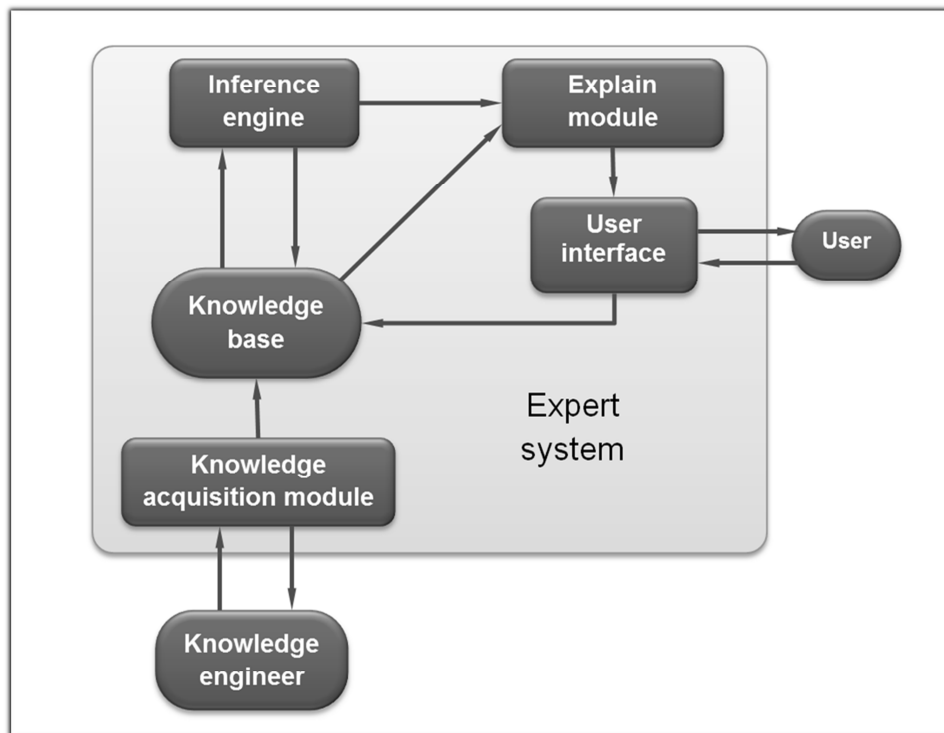 Inference
engine
Explain
module
User
interface
User
Knowledge
base
Expert
system
Knowledge
acquisition module
Knowledge
engineer